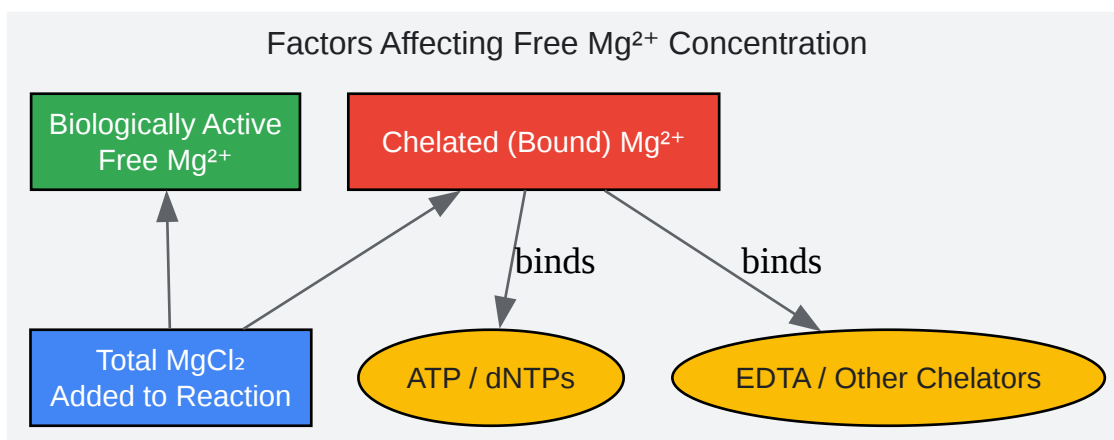 Factors Affecting Free Mg²⁺ Concentration
Biologically Active
Free Mg²⁺
Chelated (Bound) Mg²⁺
binds
binds
Total MgCl₂
Added to Reaction
ATP / dNTPs
EDTA / Other Chelators